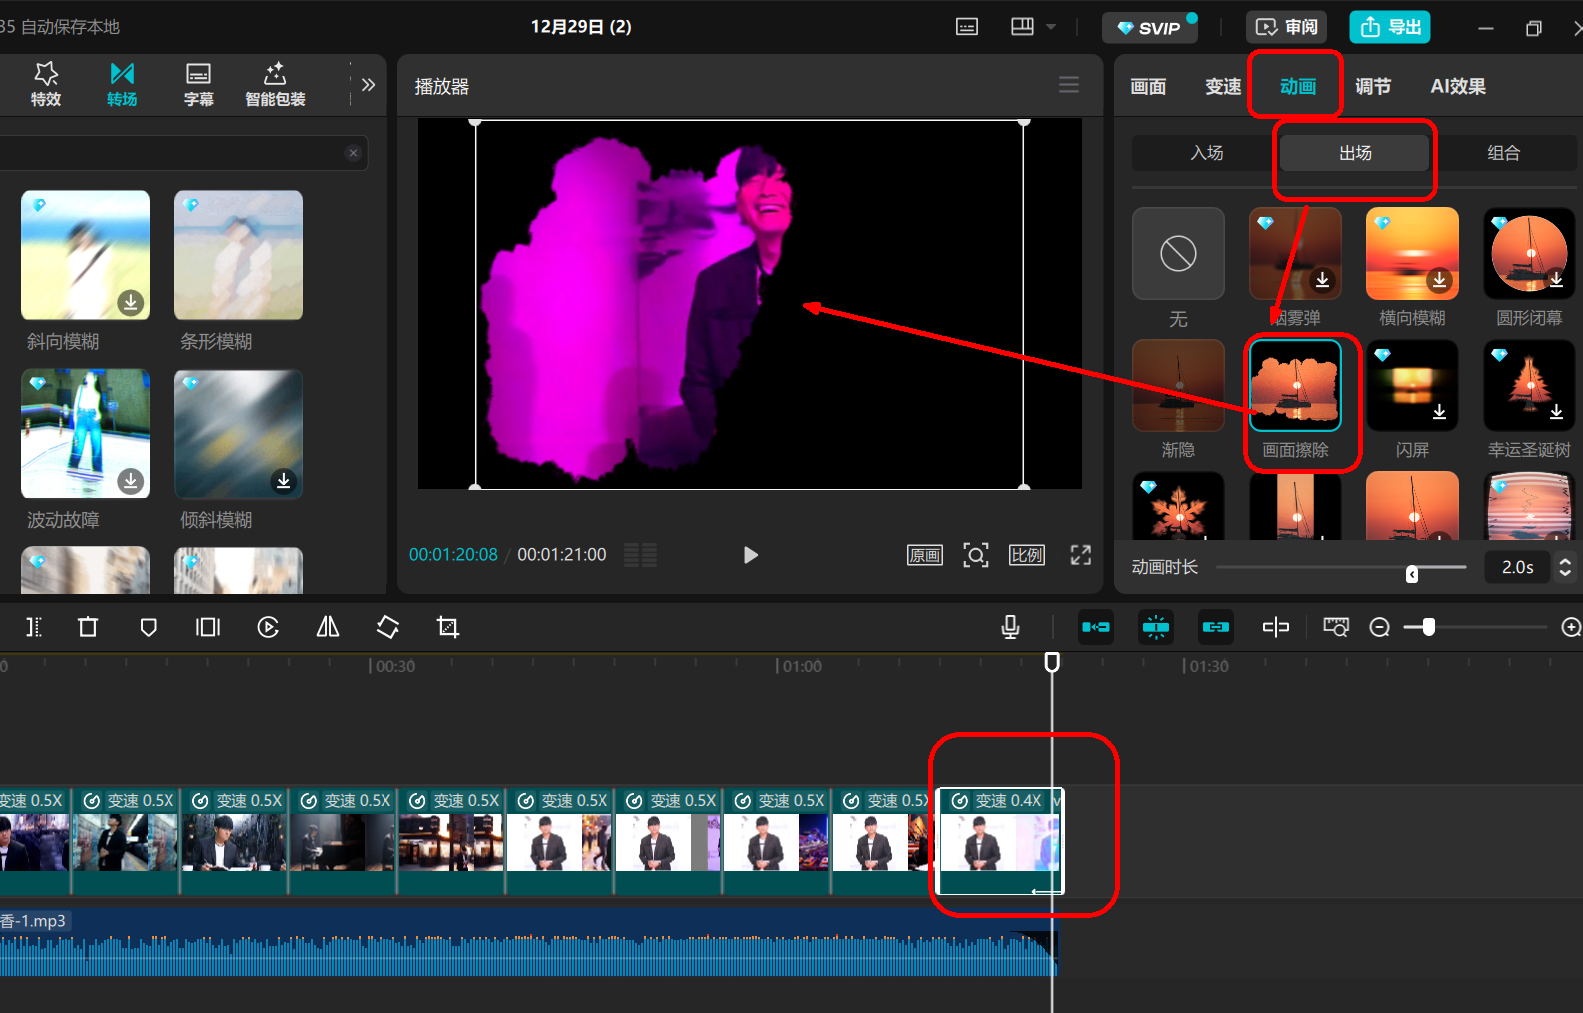 35 自动保存本地
12月29日 (2)
SVIP
审阅
导出
特效
转场
字幕
智能包装
播放器
画面
变速
动画
调节
AI效果
入场
出场
组合
斜向模糊
条形模糊
波动故障
倾斜模糊
无
烟雾弹
横向模糊
圆形闭幕
渐隐
画面擦除
闪屏
幸运圣诞树
00:01:20:08 / 00:01:21:00
原画
比例
动画时长
2.0s
0
00:30
01:00
01:30
变速 0.5X
变速 0.5X
变速 0.5X
变速 0.5X
变速 0.5X
变速 0.5X
变速 0.5X
变速 0.5X
变速 0.5X
变速 0.4X
v
香-1.mp3